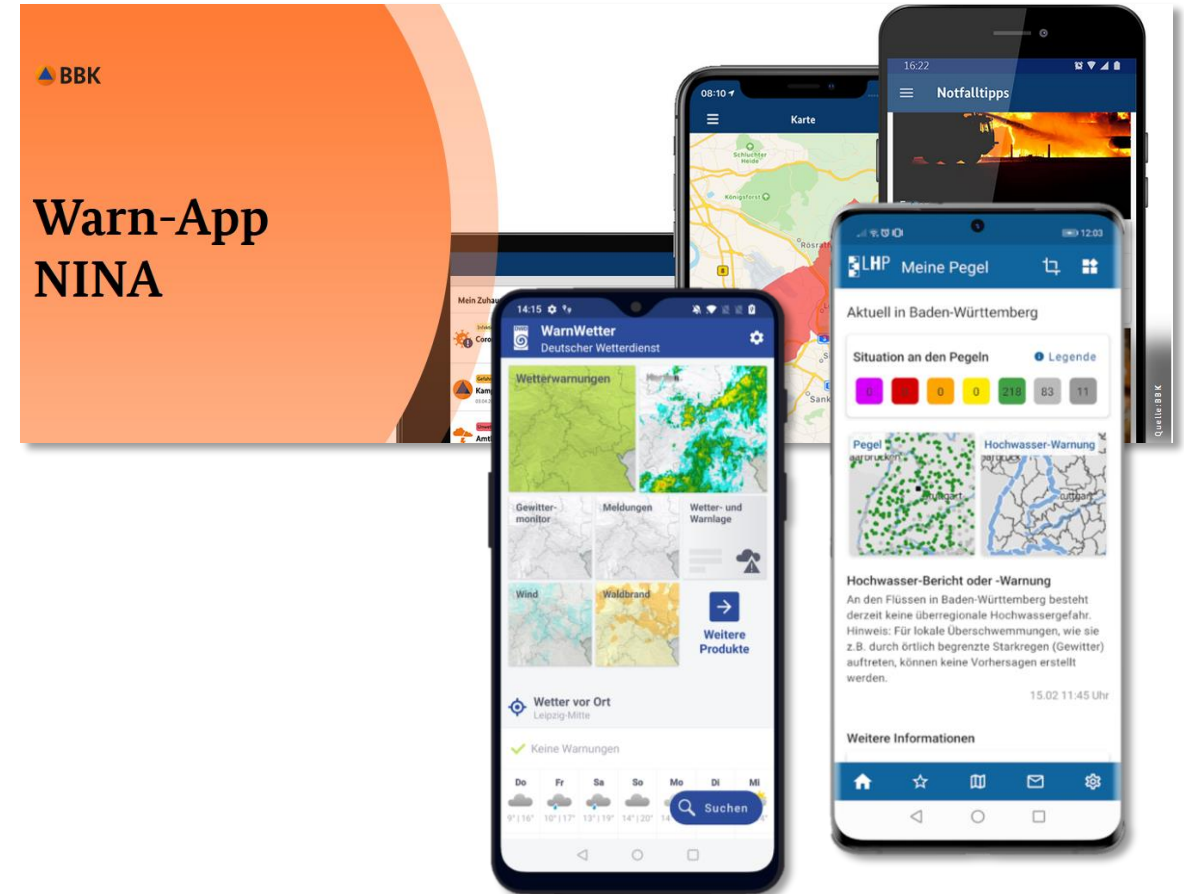 BBK
Warn-App
NINA
08:10
Karte
Schluchter
Heide
Königsforst
Rösrath
16:22
Notfalltipps
Mein Zuhau
14:15
WarnWetter
Deutscher Wetterdienst
Wetterwarnungen
Gewitter-
monitor
Meldungen
Wetter- und
Warnlage
Wind
Waldbrand
Weitere
Produkte
Wetter vor Ort
Leipzig-Mitte
Keine Warnungen
Do Fr Sa So Mo Di Mi
9°|16° 10°|17° 13°|19° 14°|20°
Suchen
12:03
LHP Meine Pegel
Aktuell in Baden-Württemberg
Situation an den Pegeln Legende
0 0 0 0 218 83 11
Pegel
Hochwasser-Warnung
Hochwasser-Bericht oder -Warnung
An den Flüssen in Baden-Württemberg besteht
derzeit keine überregionale Hochwassergefahr.
Hinweis: Für lokale Überschwemmungen, wie sie
z.B. durch örtlich begrenzte Starkregen (Gewitter)
auftreten, können keine Vorhersagen erstellt
werden.
15.02 11:45 Uhr
Weitere Informationen
Quelle:BBK